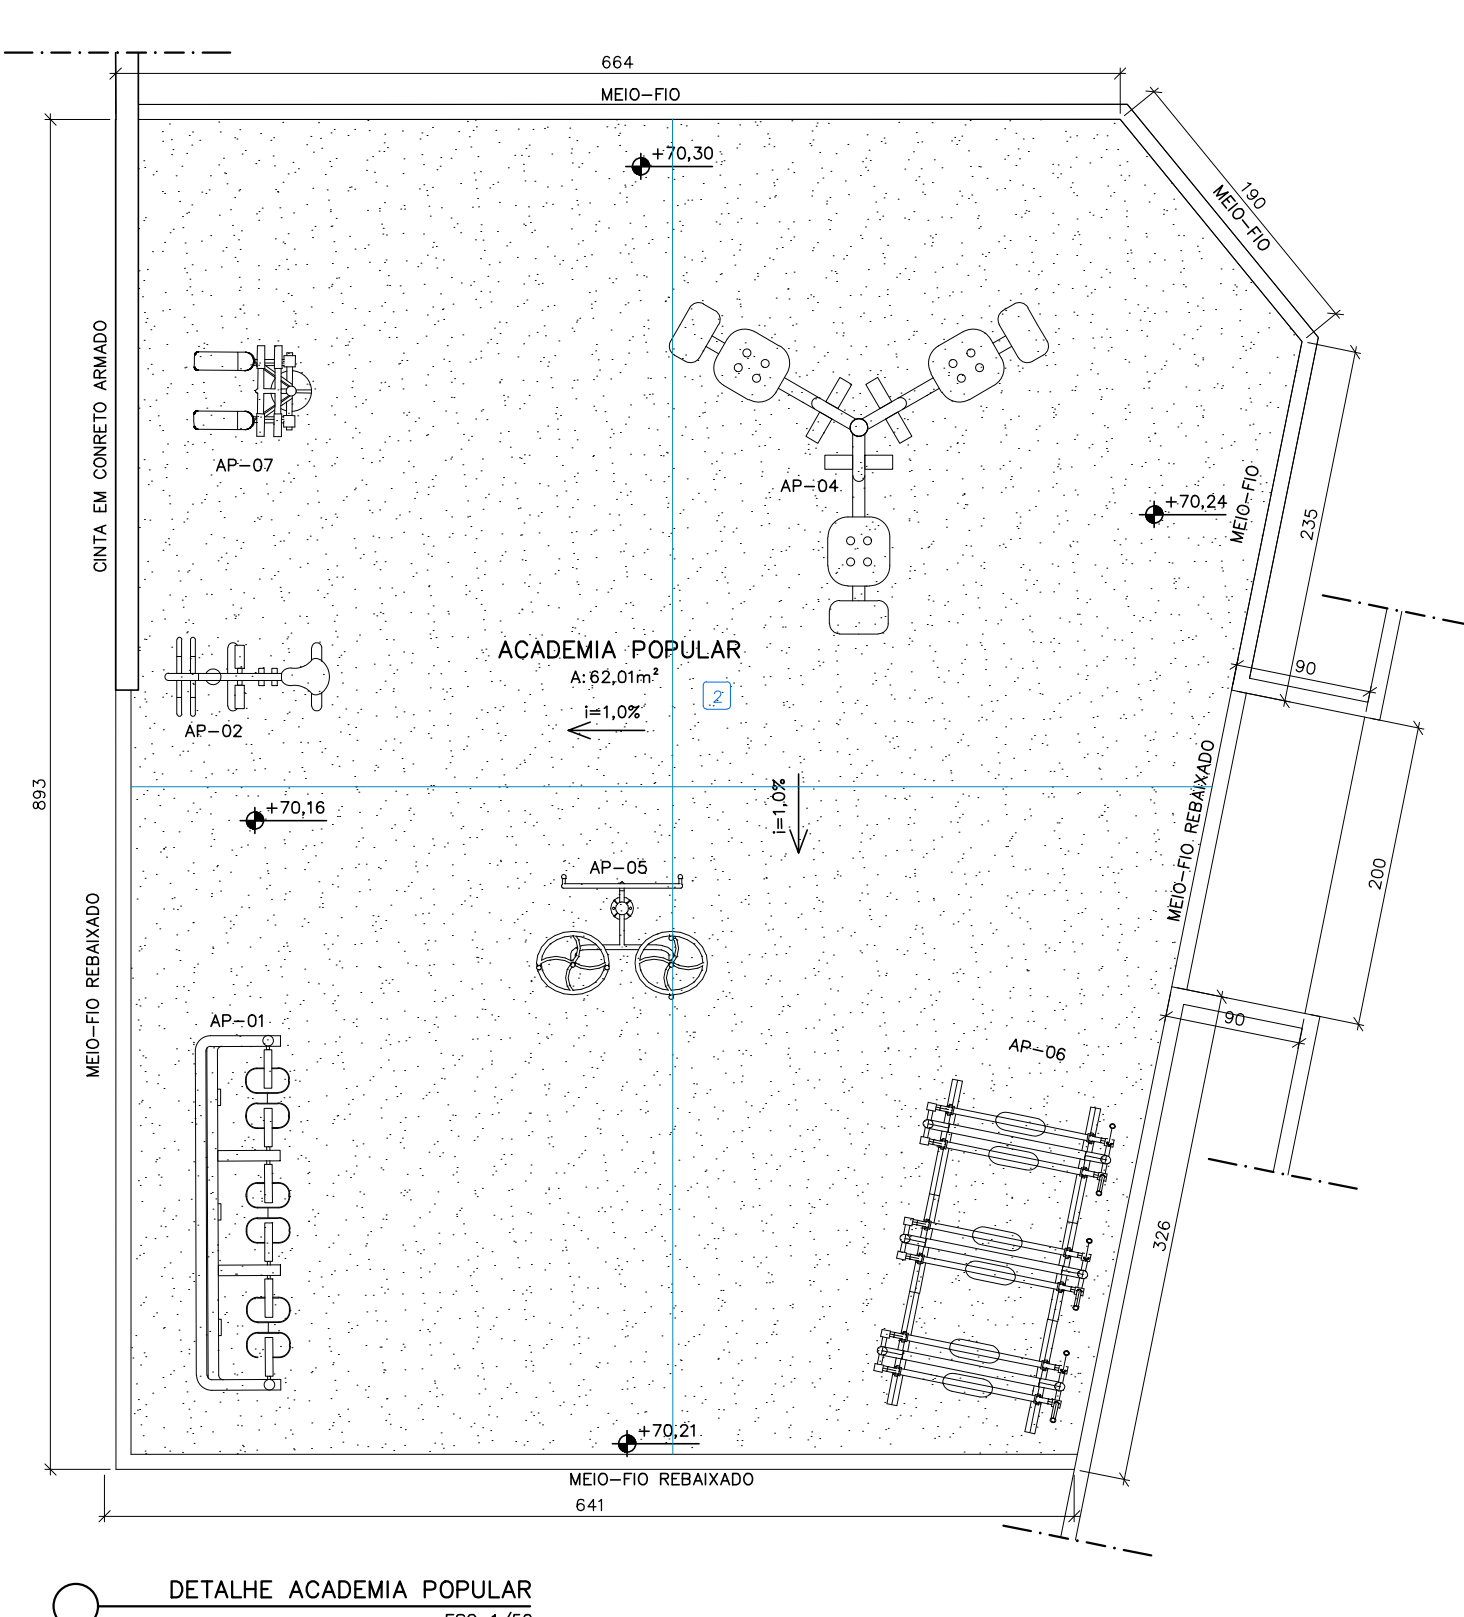 664
MEIO-FIO
+70,30
190
MEIO-FIO
CINTA EM CONRETO ARMADO
AP-07
AP-04
+70,24
MEIO-FIO
235
ACADEMIA POPULAR
A: 62,01m²
2
i=1,0%
90
AP-02
893
+70,16
i=1,0%
MEIO-FIO REBAIXADO
200
AP-05
MEIO-FIO REBAIXADO
AP-01
90
AP-06
326
+70,21
MEIO-FIO REBAIXADO
641
DETALHE ACADEMIA POPULAR